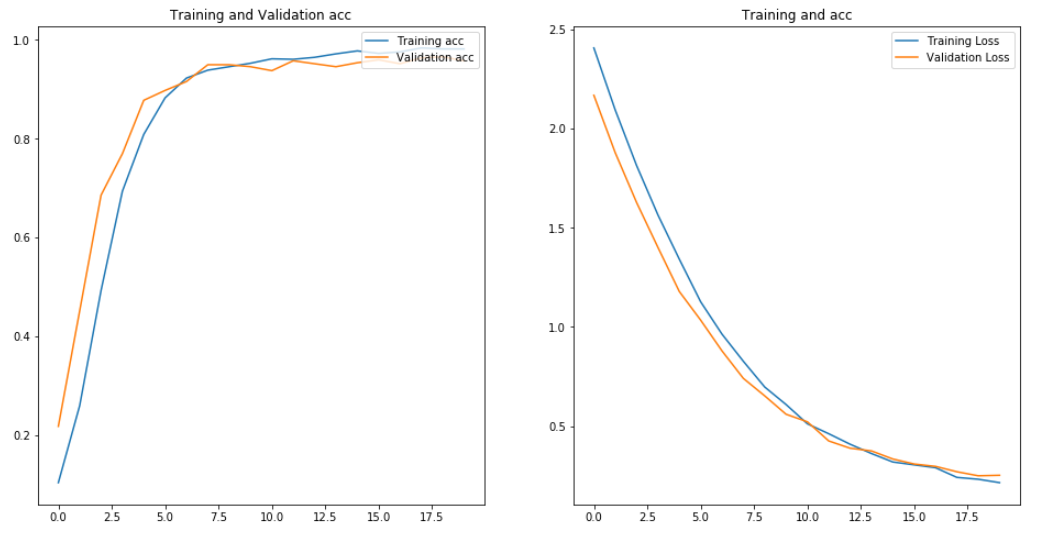 Training and Validation acc
Training acc
Validation acc
1.0
0.8
0.6
0.4
0.2
0.0 2.5 5.0 7.5 10.0 12.5 15.0 17.5
Training and acc
Training Loss
Validation Loss
2.5
2.0
1.5
1.0
0.5
0.0 2.5 5.0 7.5 10.0 12.5 15.0 17.5